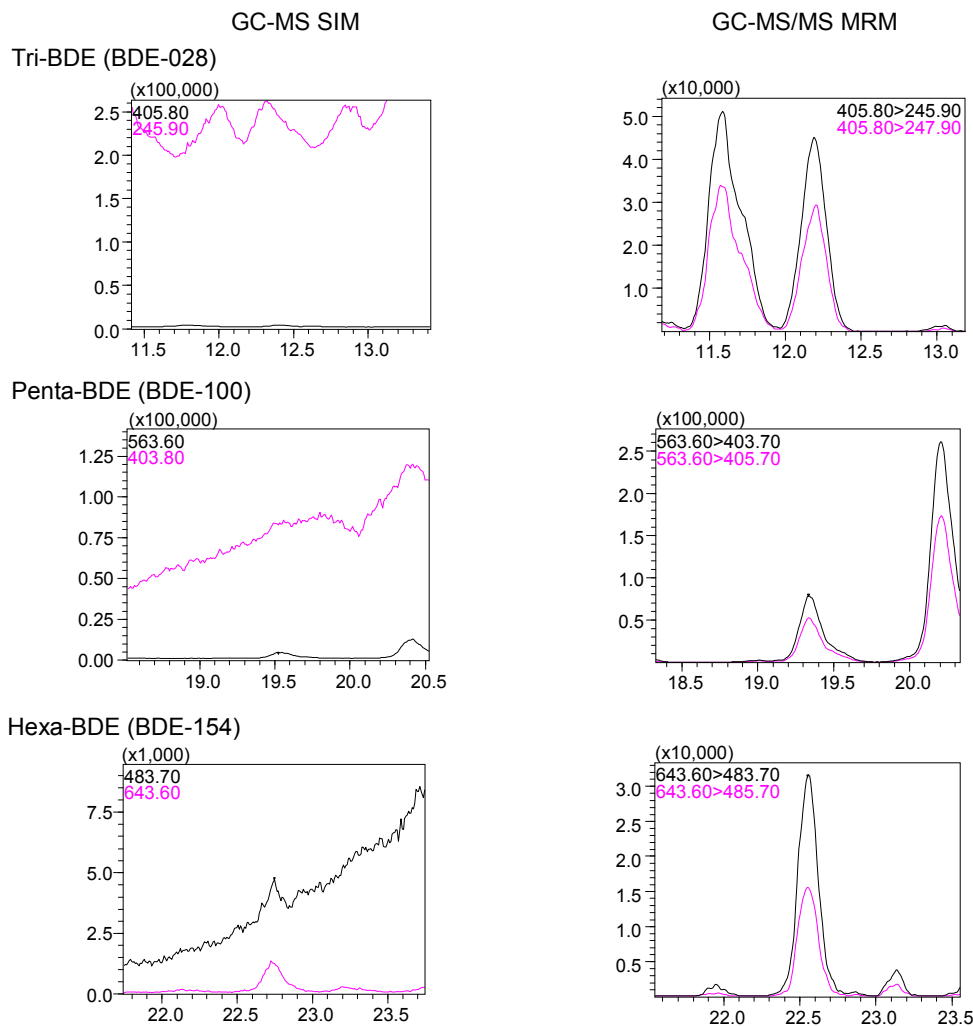 GC-MS SIM
GC-MS/MS MRM
Tri-BDE (BDE-028)
(x100,000)
405.80
245.90
2.5
2.0
1.5
1.0
0.5
0.0
11.5 12.0 12.5 13.0
(x10,000)
405.80>245.90
405.80>247.90
5.0
4.0
3.0
2.0
1.0
11.5 12.0 12.5 13.0
Penta-BDE (BDE-100)
(x100,000)
563.60
403.80
1.25
1.00
0.75
0.50
0.25
0.00
19.0 19.5 20.0 20.5
(x100,000)
563.60>403.70
563.60>405.70
2.5
2.0
1.5
1.0
0.5
18.5 19.0 19.5 20.0
Hexa-BDE (BDE-154)
(x1,000)
483.70
643.60
7.5
5.0
2.5
0.0
22.0 22.5 23.0 23.5
(x10,000)
643.60>483.70
643.60>485.70
3.0
2.5
2.0
1.5
1.0
0.5
22.0 22.5 23.0 23.5